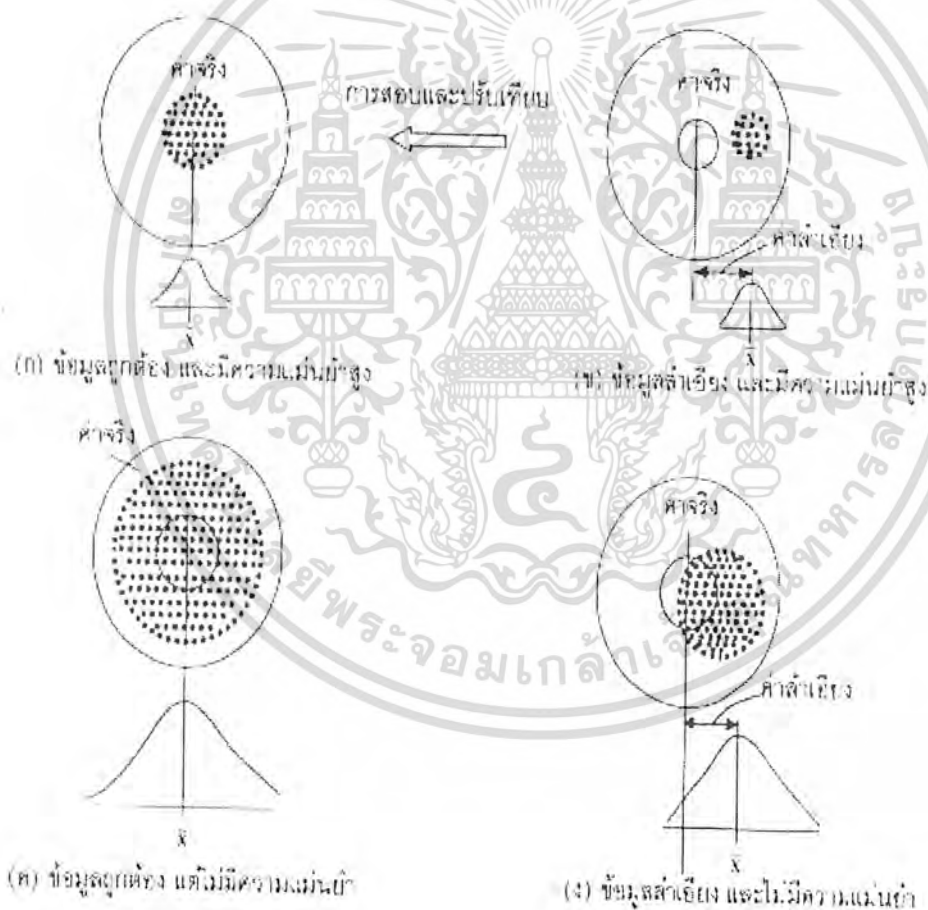 ค่าจริง
การสอบและปรับเทียบ
ค่าจริง
ค่าลำเอียง
x̄
x̄
(ก) ข้อมูลถูกต้อง และมีความแม่นยำสูง
(ข) ข้อมูลลำเอียง และมีความแม่นยำสูง
ค่าจริง
ค่าจริง
ค่าลำเอียง
x̄
x̄
(ค) ข้อมูลถูกต้อง แต่ไม่มีความแม่นยำ
(ง) ข้อมูลลำเอียง และไม่มีความแม่นยำ